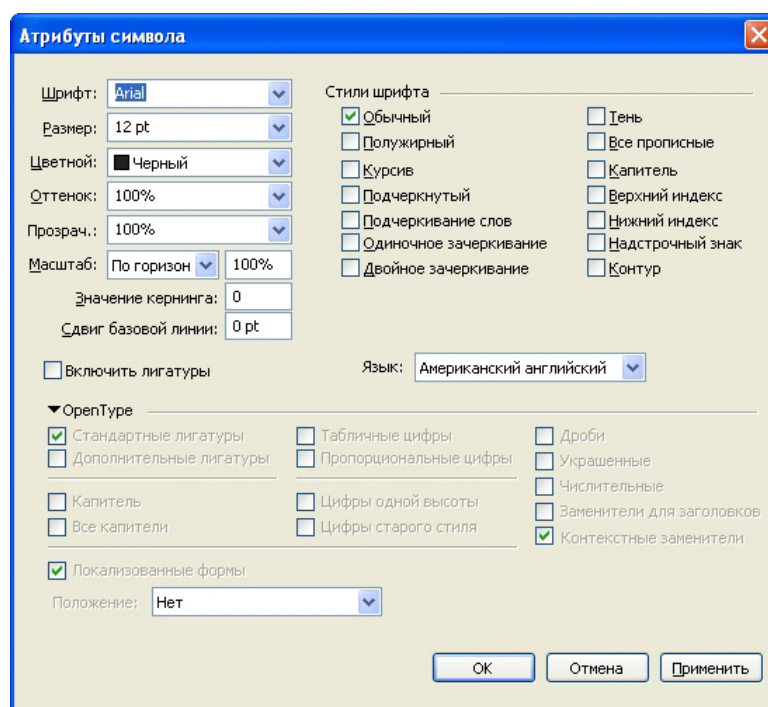 Атрибуты символа
Шрифт: Arial
Размер: 12 pt
Цветной: Черный
Оттенок: 100%
Прозрач.: 100%
Масштаб: По горизон 100%
Значение кернинга: 0
Сдвиг базовой линии: 0 pt
Стили шрифта
Обычный Тень
Полужирный Все прописные
Курсив Капитель
Подчеркнутый Верхний индекс
Подчеркивание слов Нижний индекс
Одиночное зачеркивание Надстрочный знак
Двойное зачеркивание Контур
Включить лигатуры Язык: Американский английский
OpenType
Стандартные лигатуры Табличные цифры Дроби
Дополнительные лигатуры Пропорциональные цифры Украшенные
Числительные
Капитель Цифры одной высоты Заменители для заголовков
Все капители Цифры старого стиля Контекстные заменители
Локализованные формы
Положение: Нет
ОК Отмена Применить